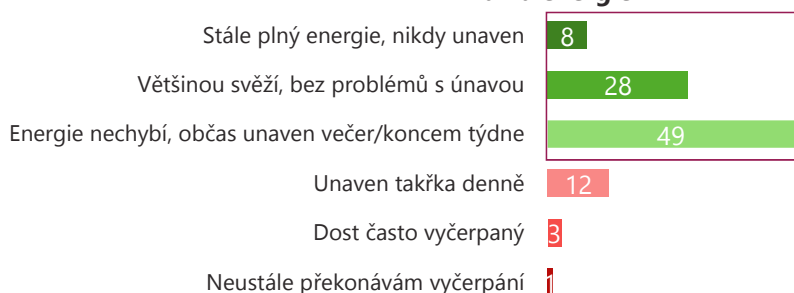 Stále plný energie, nikdy unaven 8
Většinou svěží, bez problémů s únavou 28
Energie nechybí, občas unaven večer/koncem týdne 49
Unaven takřka denně 12
Dost často vyčerpaný 3
Neustále překonávám vyčerpání 1